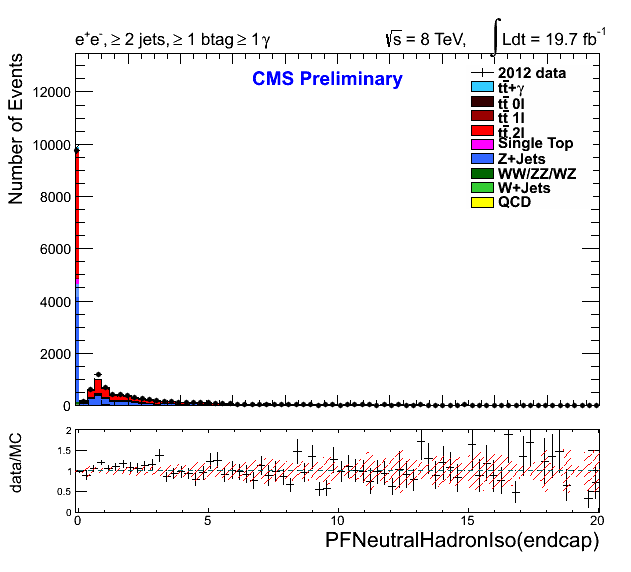 e⁺e⁻, ≥ 2 jets, ≥ 1 btag ≥ 1 γ
√s = 8 TeV, ∫ Ldt = 19.7 fb⁻¹
CMS Preliminary
2012 data
tt̄+γ
tt̄ 0l
tt̄ 1l
tt̄ 2l
Single Top
Z+Jets
WW/ZZ/WZ
W+Jets
QCD
Number of Events
12000
10000
8000
6000
4000
2000
0
data/MC
2
1.5
1
0.5
0
0 5 10 15 20
PFNeutralHadronIso(endcap)